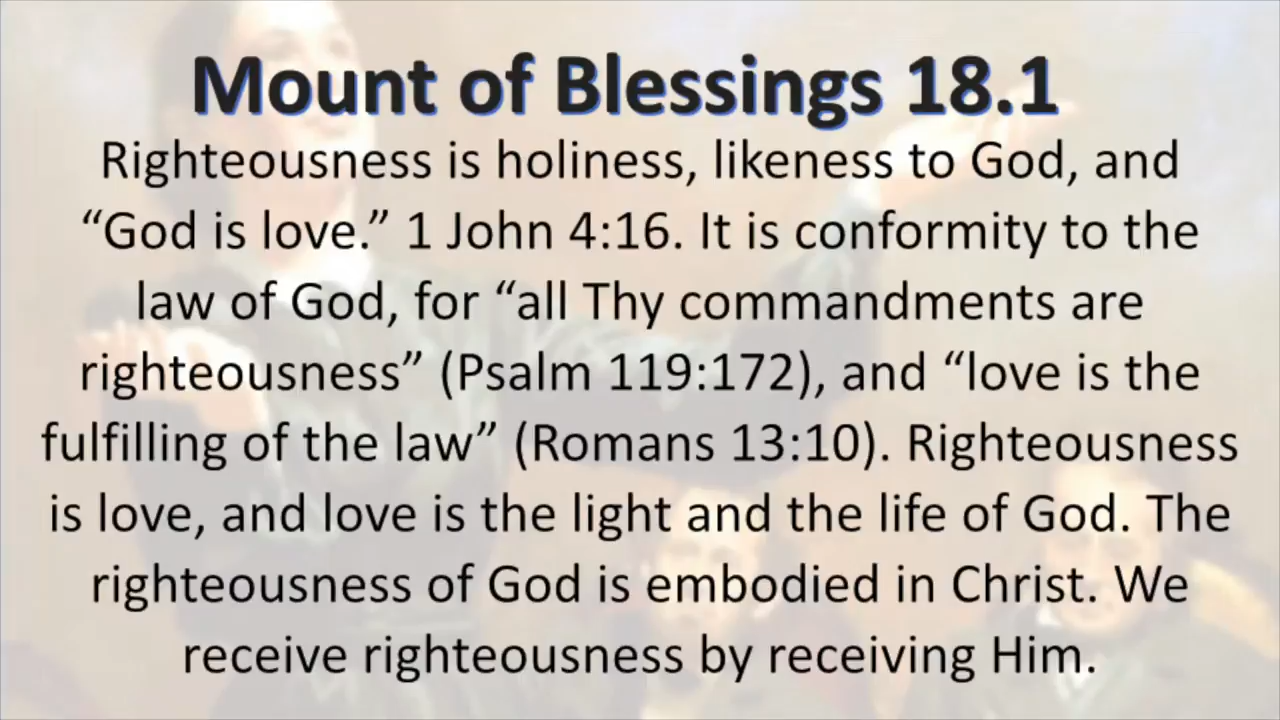 Mount of Blessings 18.1
Righteousness is holiness, likeness to God, and
“God is love.” 1 John 4:16. It is conformity to the
law of God, for “all Thy commandments are
righteousness” (Psalm 119:172), and “love is the
fulfilling of the law” (Romans 13:10). Righteousness
is love, and love is the light and the life of God. The
righteousness of God is embodied in Christ. We
receive righteousness by receiving Him.